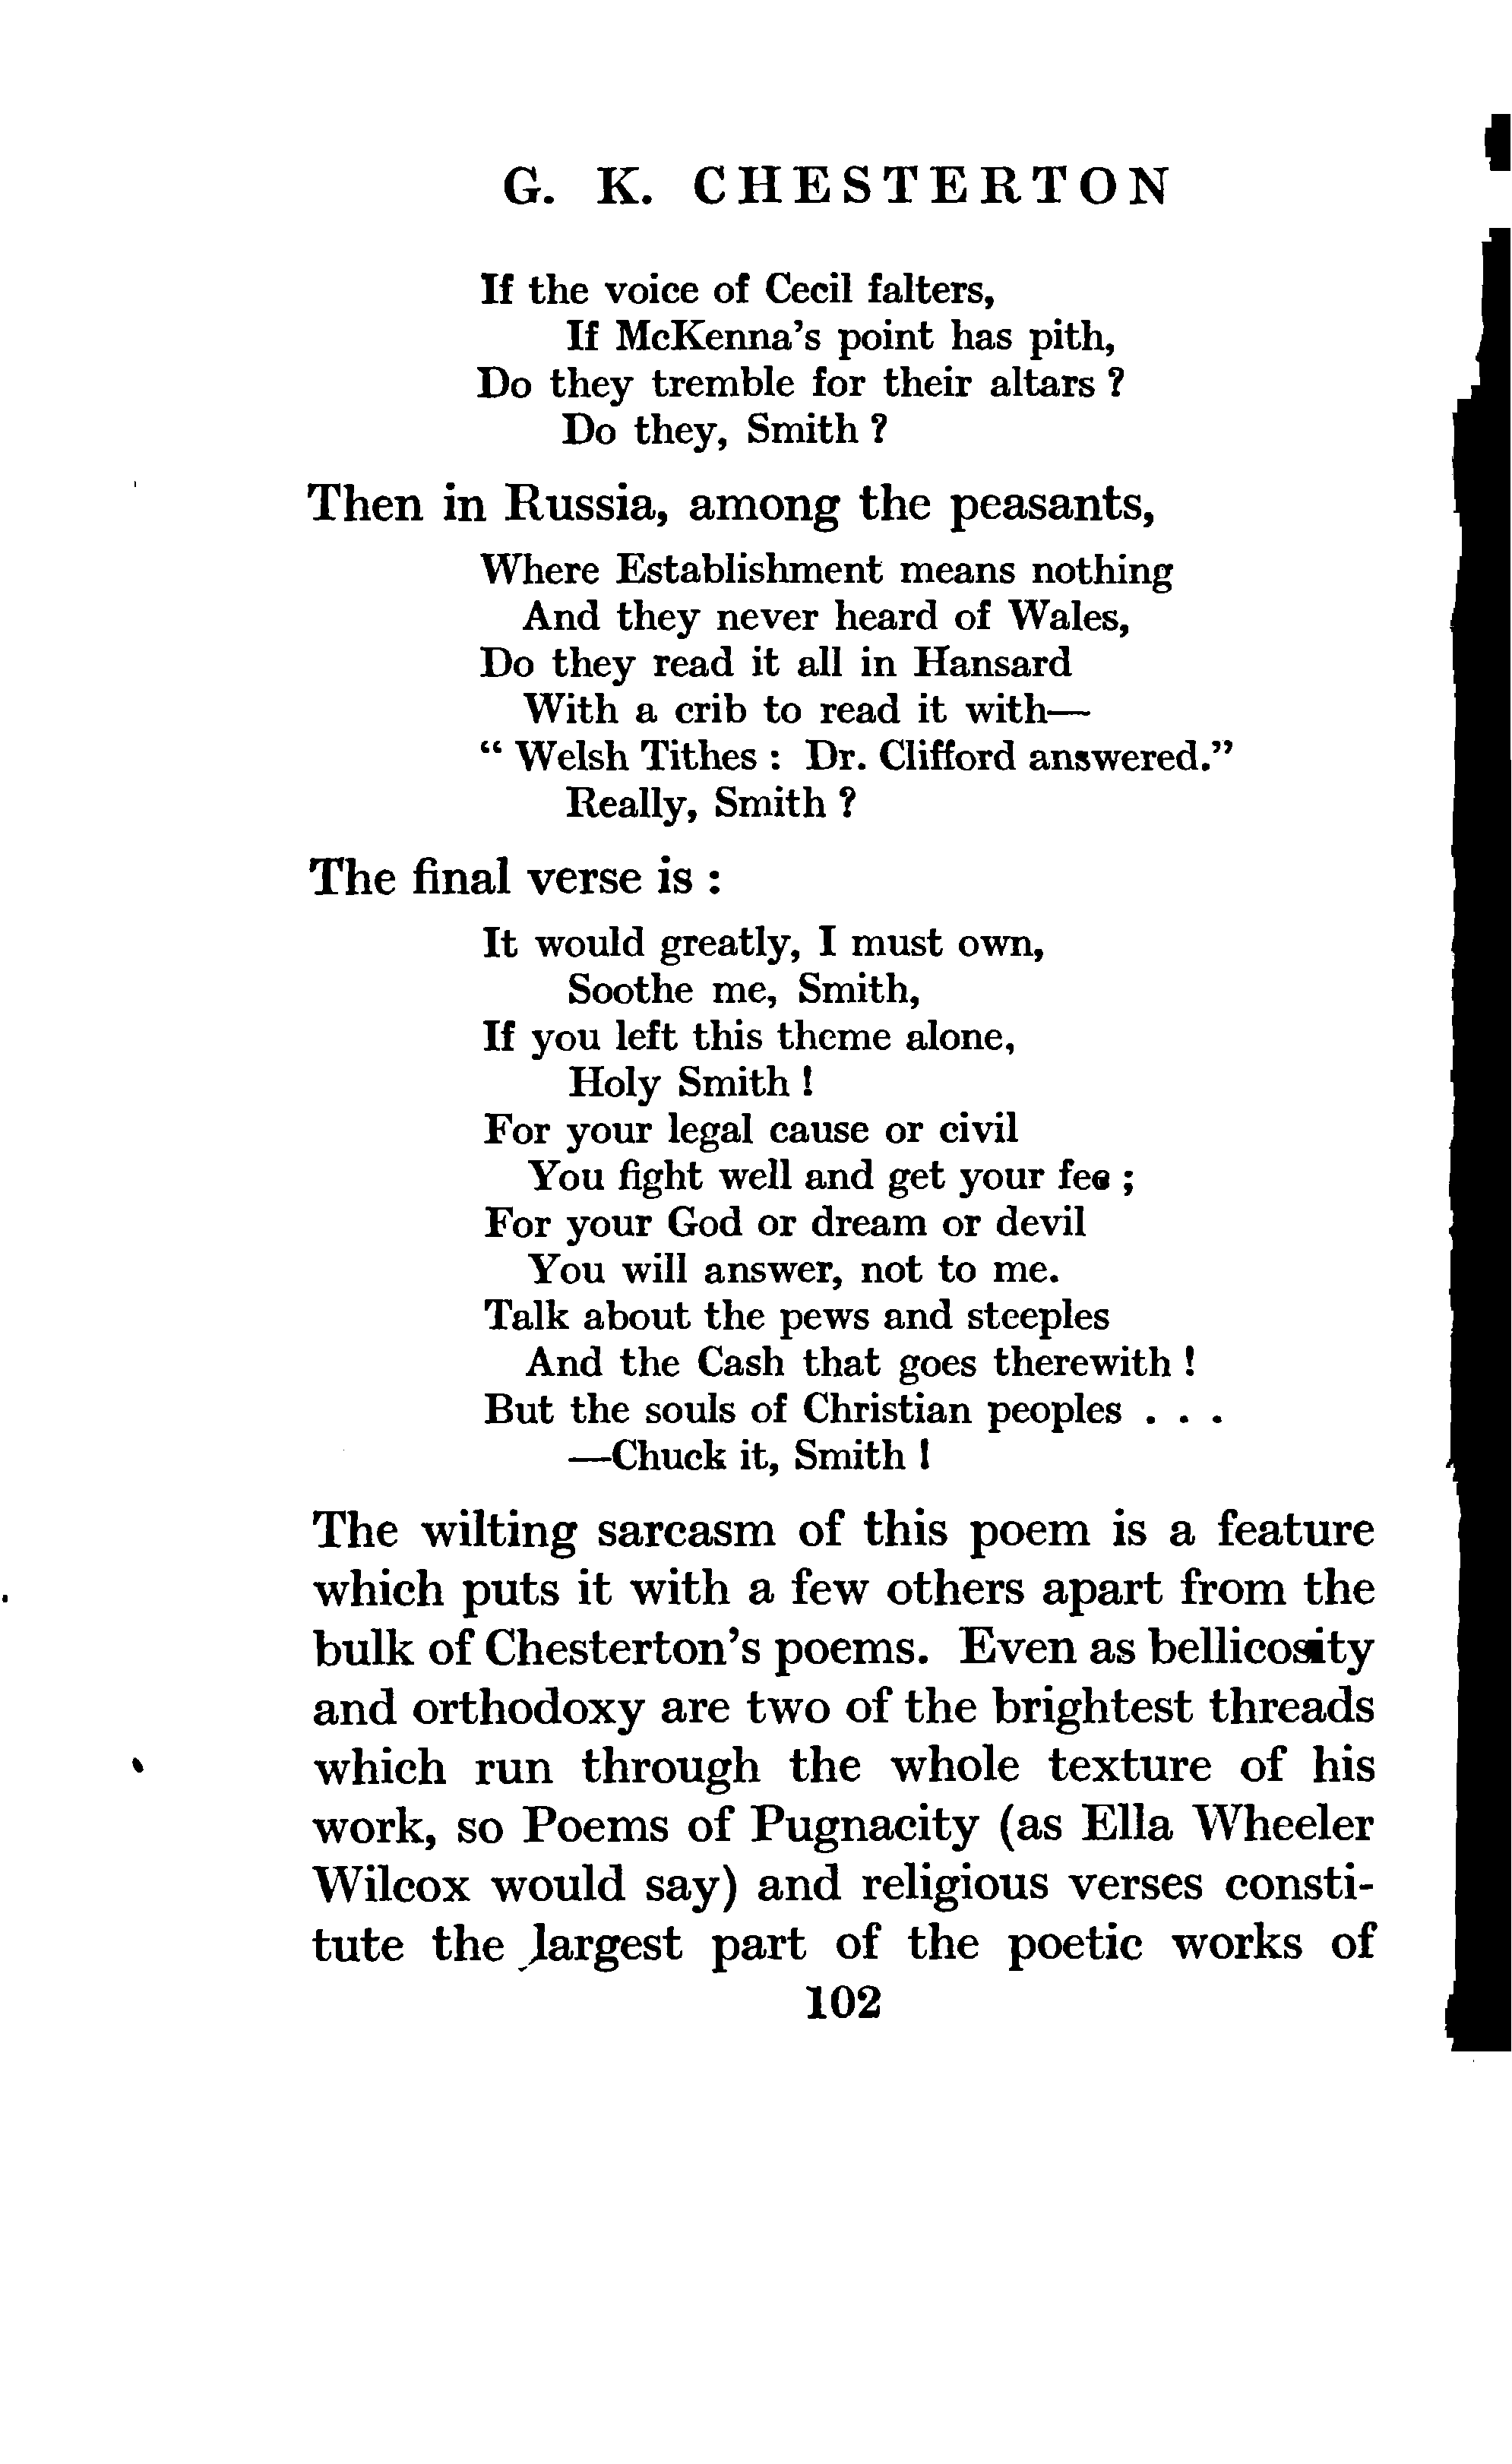 G. K. CHESTERTON
If the voice of Cecil falters,
If McKenna's point has pith,
Do they tremble for their altars ?
Do they, Smith ?
Then in Russia, among the peasants,
Where Establishment means nothing
And they never heard of Wales,
Do they read it all in Hansard
With a crib to read it with—
“ Welsh Tithes : Dr. Clifford answered.”
Really, Smith ?
The final verse is :
It would greatly, I must own,
Soothe me, Smith,
If you left this theme alone,
Holy Smith !
For your legal cause or civil
You fight well and get your fee ;
For your God or dream or devil
You will answer, not to me.
Talk about the pews and steeples
And the Cash that goes therewith !
But the souls of Christian peoples . . .
—Chuck it, Smith !
The wilting sarcasm of this poem is a feature
which puts it with a few others apart from the
bulk of Chesterton's poems. Even as bellicosity
and orthodoxy are two of the brightest threads
which run through the whole texture of his
work, so Poems of Pugnacity (as Ella Wheeler
Wilcox would say) and religious verses consti-
tute the largest part of the poetic works of
102